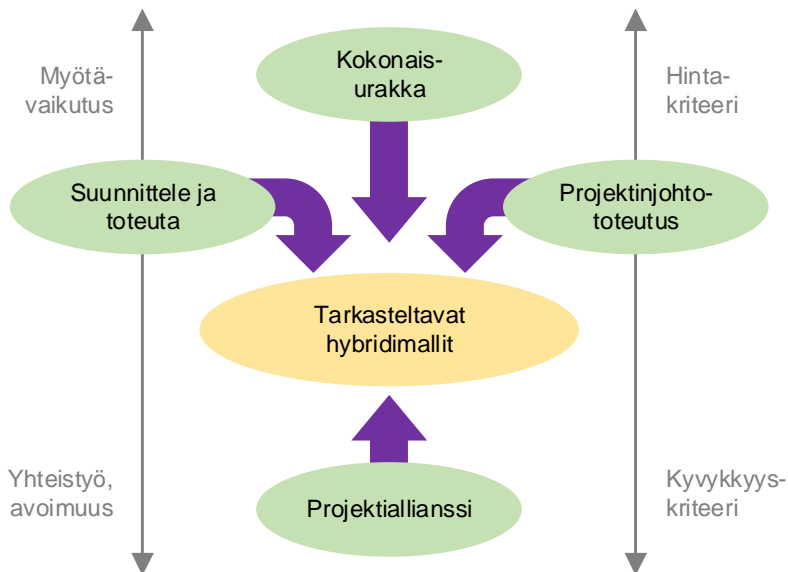 Myötä-
vaikutus
Kokonais-
urakka
Hinta-
kriteeri
Suunnittele ja
toteuta
Projektinjohto-
toteutus
Tarkasteltavat
hybridimallit
Yhteistyö,
avoimuus
Projektiallianssi
Kyvykkyys-
kriteeri